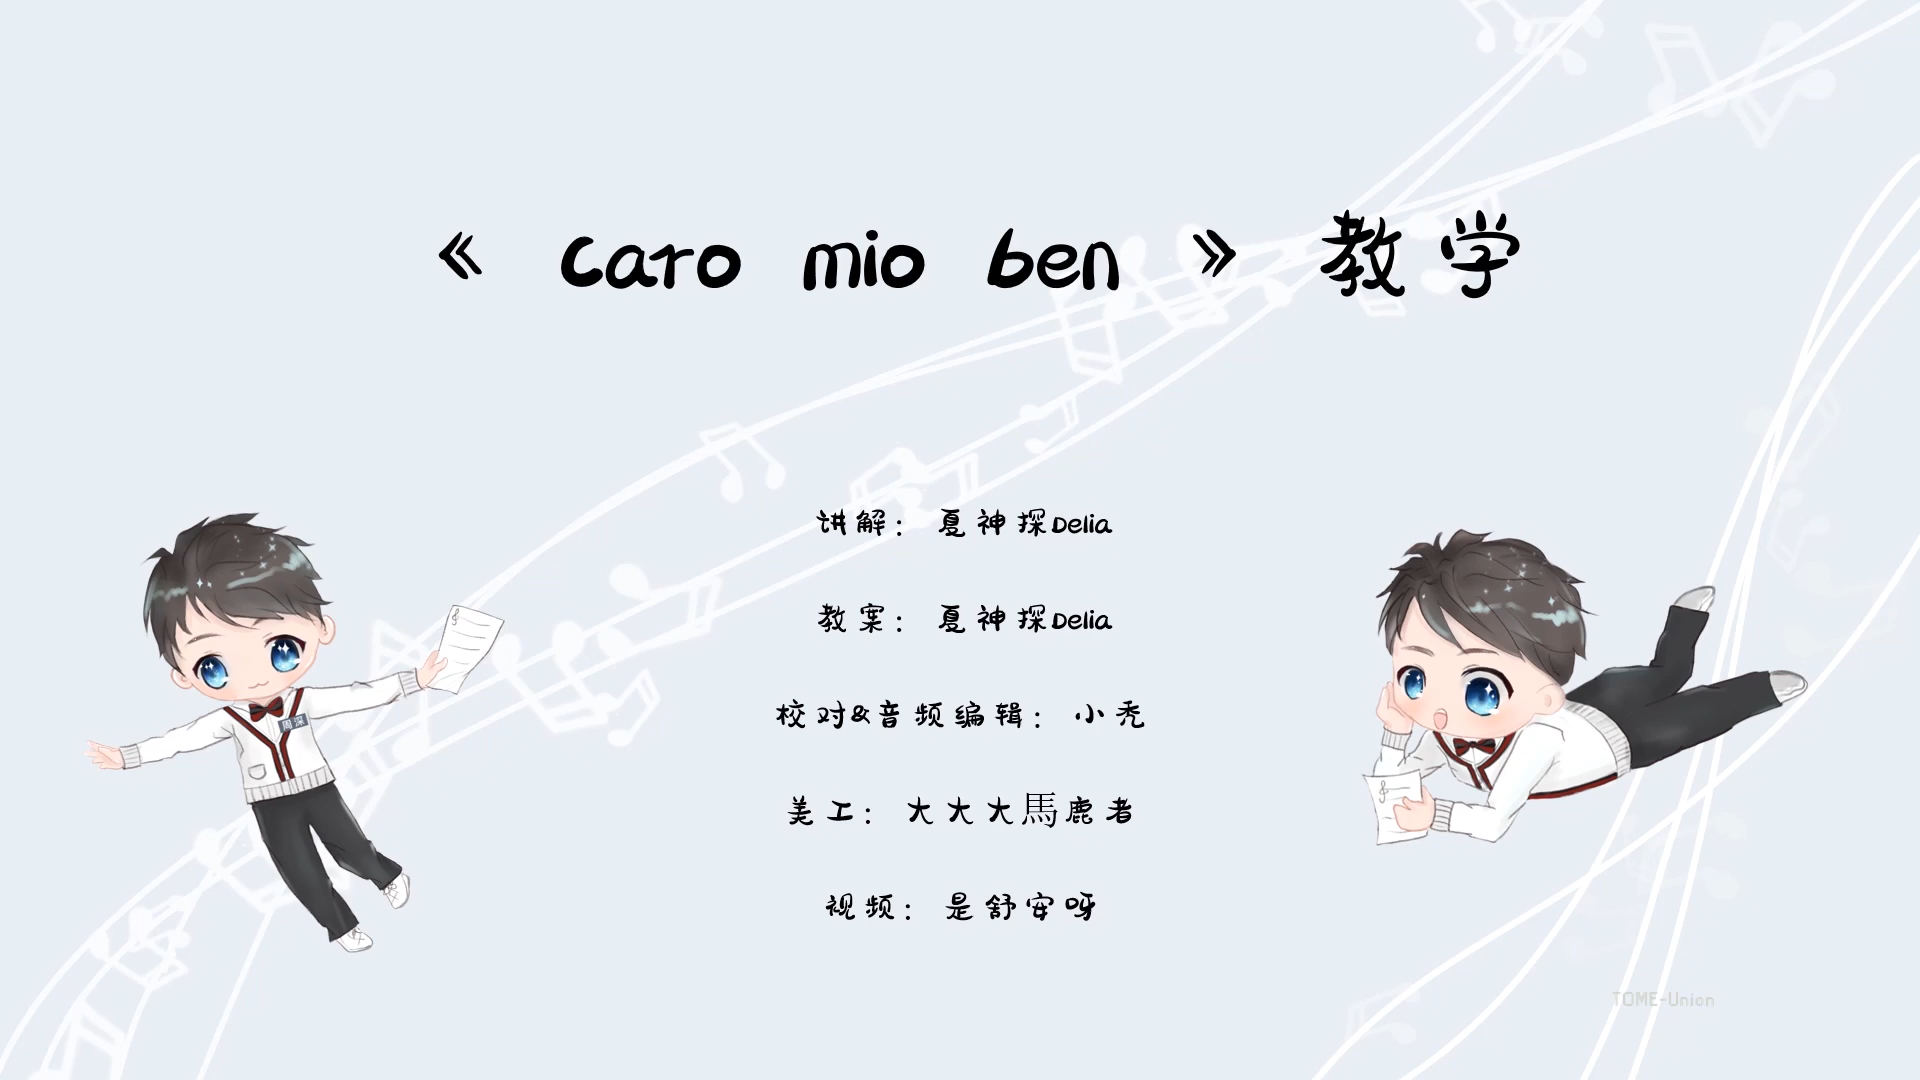 《 Caro mio ben 》 教学
讲解： 夏神探Delia
教案： 夏神探Delia
周深
校对&音频编辑： 小秃
美工： 大大大馬鹿者
视频： 是舒安呀
TOME-Union